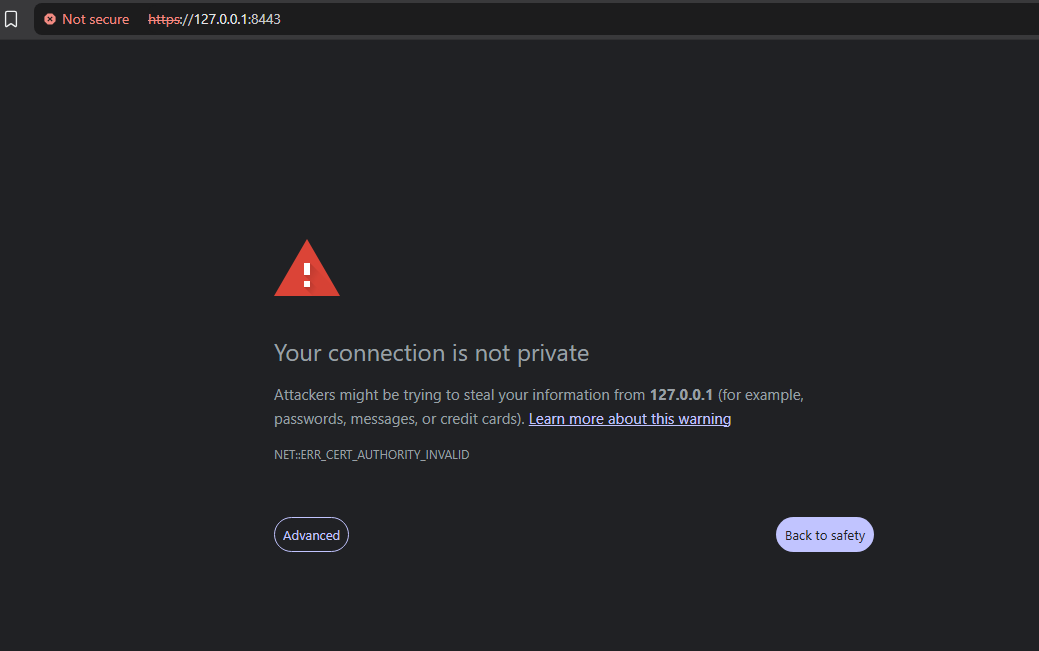 Not secure https://127.0.0.1:8443
Your connection is not private
Attackers might be trying to steal your information from 127.0.0.1 (for example,
passwords, messages, or credit cards). Learn more about this warning
NET::ERR_CERT_AUTHORITY_INVALID
Advanced Back to safety